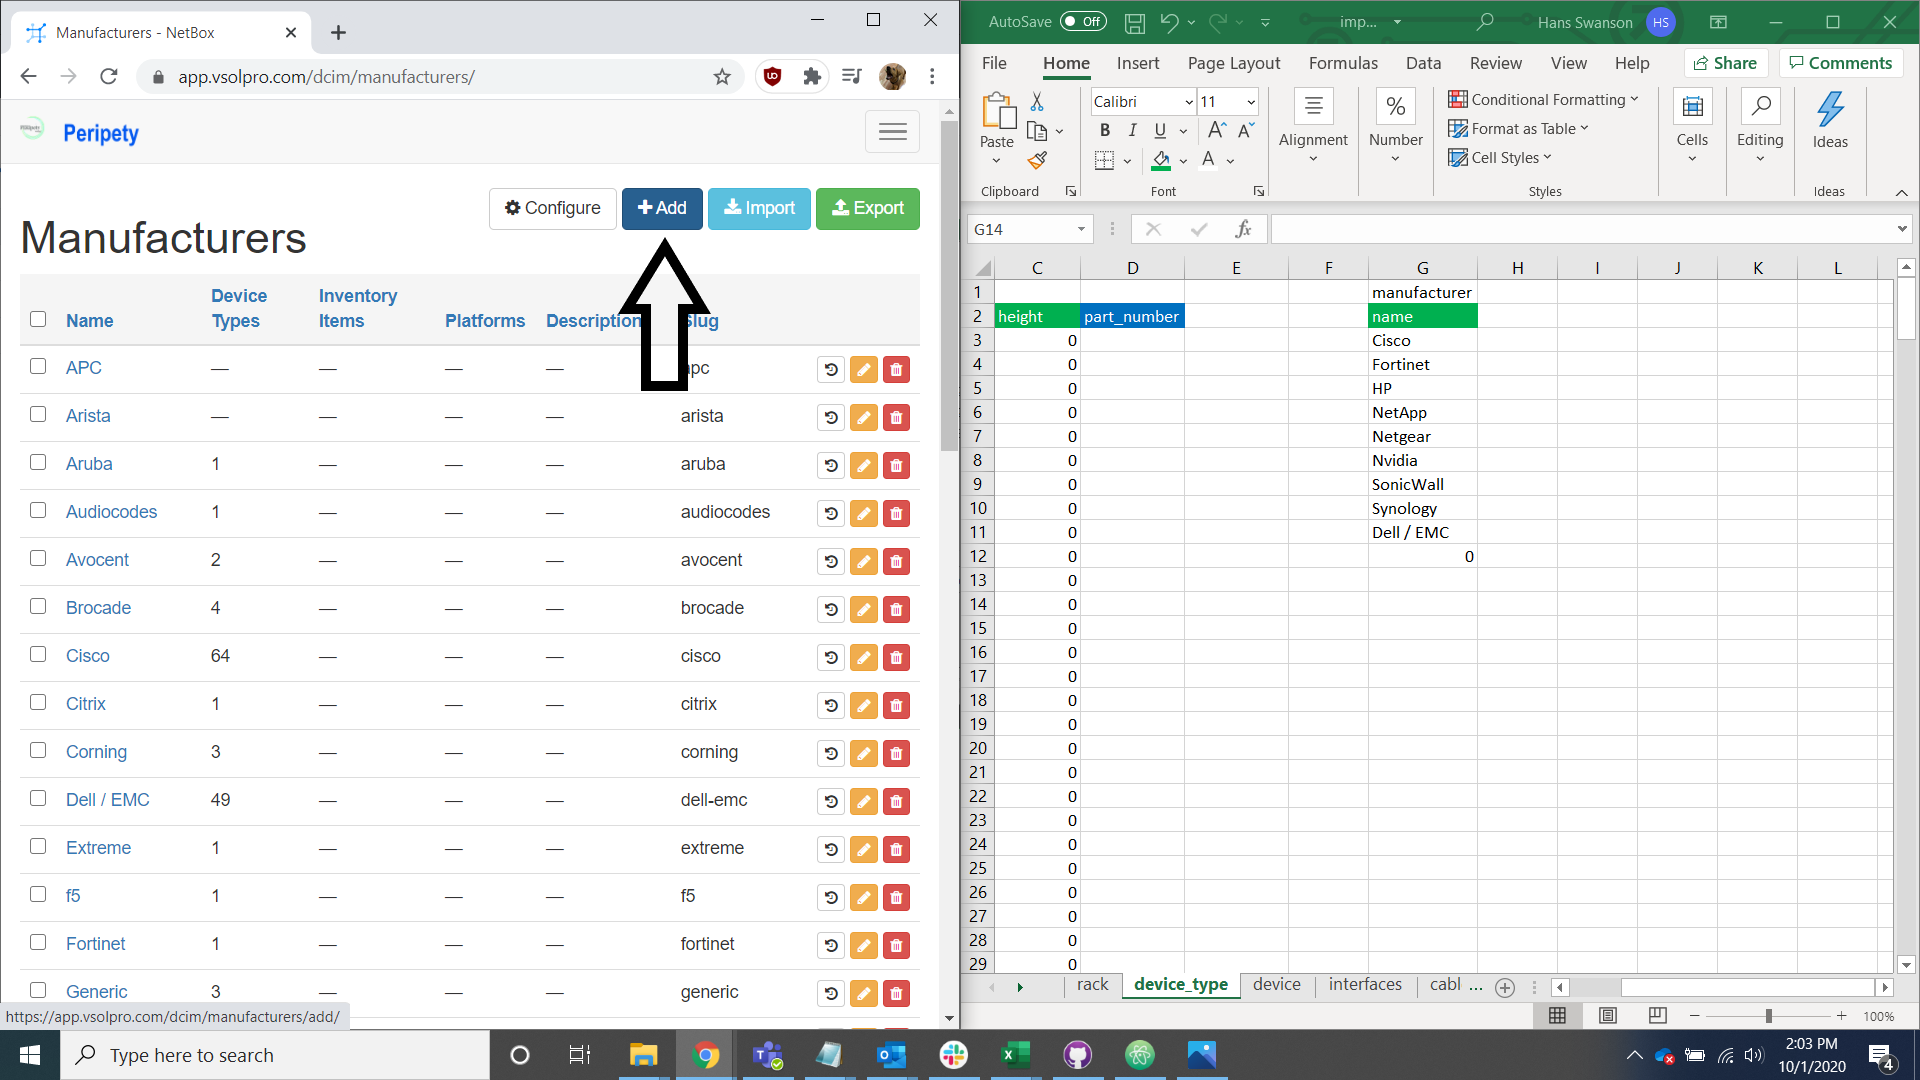 Manufacturers - NetBox
app.vsolpro.com/dcim/manufacturers/
Peripety
Configure Add Import Export
Manufacturers
Name Device Types Inventory Items Platforms Description Slug
APC — — — — apc
Arista — — — — arista
Aruba 1 — — — aruba
Audiocodes 1 — — — audiocodes
Avocent 2 — — — avocent
Brocade 4 — — — brocade
Cisco 64 — — — cisco
Citrix 1 — — — citrix
Corning 3 — — — corning
Dell / EMC 49 — — — dell-emc
Extreme 1 — — — extreme
f5 1 — — — f5
Fortinet 1 — — — fortinet
Generic 3 — — — generic
https://app.vsolpro.com/dcim/manufacturers/add/
AutoSave Off imp... Hans Swanson HS
File Home Insert Page Layout Formulas Data Review View Help Share Comments
Paste Calibri 11 Alignment Number Conditional Formatting Cells Editing Ideas
B I U A A Format as Table
A Cell Styles
Clipboard Font Styles Ideas
G14 fx
C D E F G H I J K L
1 manufacturer
2 height part_number name
3 0 Cisco
4 0 Fortinet
5 0 HP
6 0 NetApp
7 0 Netgear
8 0 Nvidia
9 0 SonicWall
10 0 Synology
11 0 Dell / EMC
12 0 0
13 0
14 0
15 0
16 0
17 0
18 0
19 0
20 0
21 0
22 0
23 0
24 0
25 0
26 0
27 0
28 0
29 0
rack device_type device interfaces cabl ...
100%
Type here to search
2:03 PM
10/1/2020
4